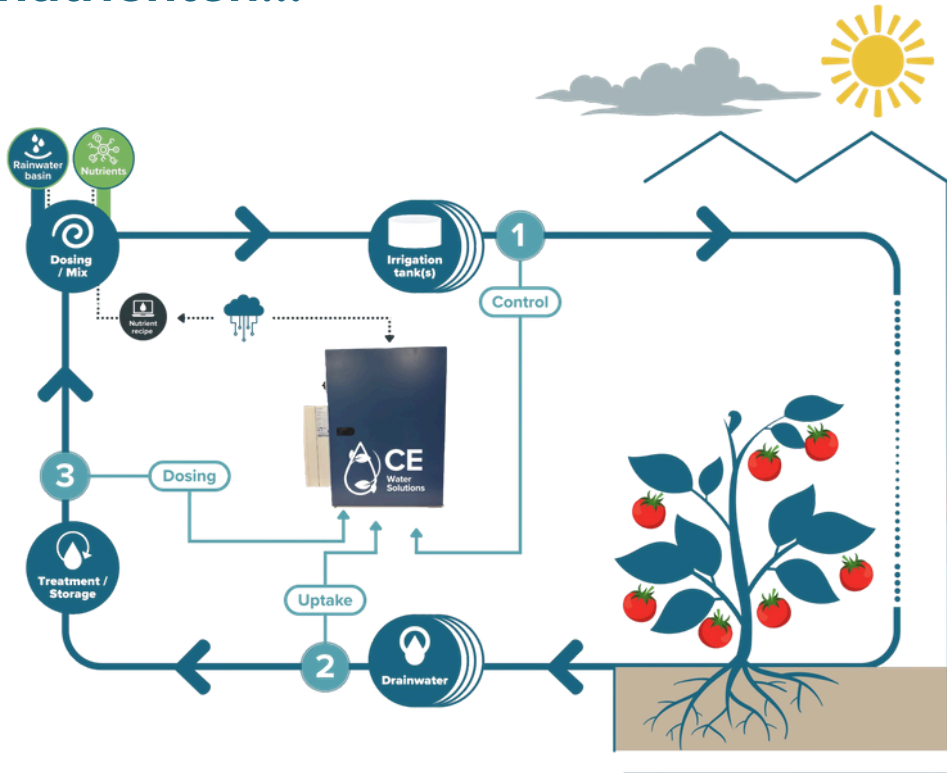 Rainwater
basin
Nutrients
Dosing
/ Mix
Irrigation
tank(s)
1
Control
Nutrient
recipe
CE
Water
Solutions
3
Dosing
Treatment /
Storage
Uptake
2
Drainwater